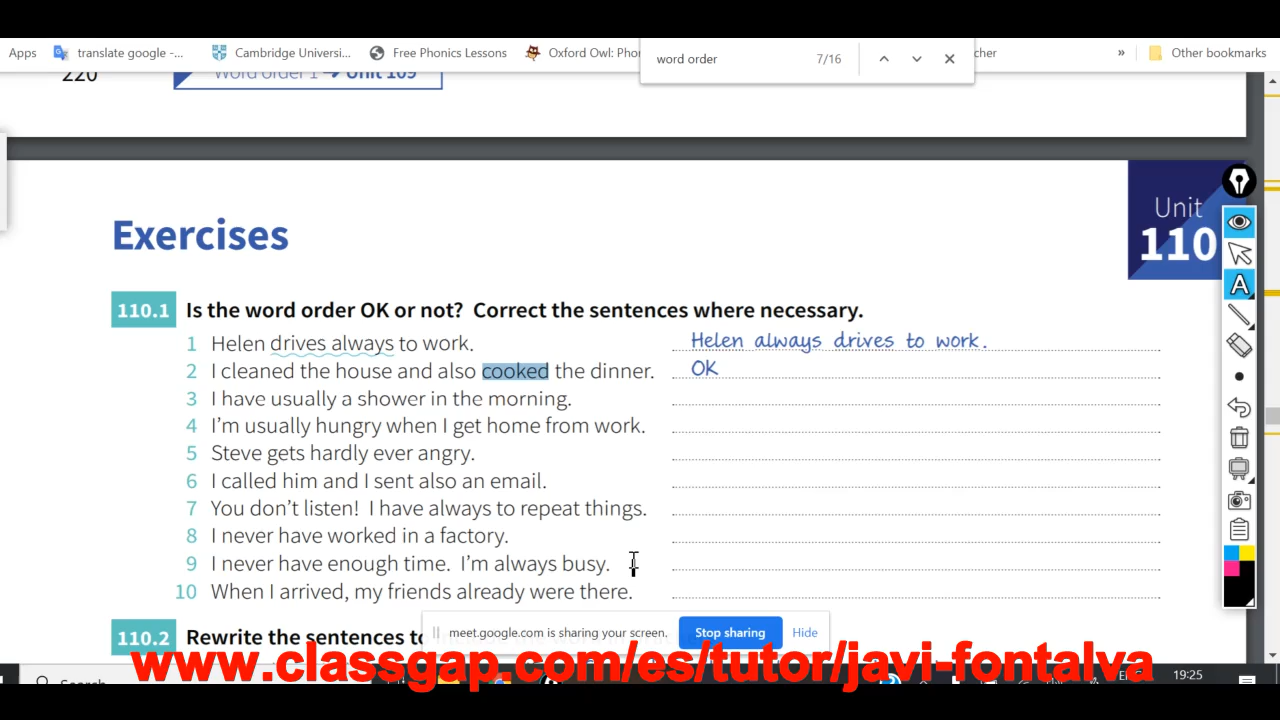 Apps translate google -... Cambridge Universi... Free Phonics Lessons Oxford Owl: Phon cher » Other bookmarks
word order 7/16
220
Word order 1 → Unit 109
Exercises
Unit
110
110.1 Is the word order OK or not? Correct the sentences where necessary.
1 Helen drives always to work. Helen always drives to work.
2 I cleaned the house and also cooked the dinner. OK
3 I have usually a shower in the morning.
4 I'm usually hungry when I get home from work.
5 Steve gets hardly ever angry.
6 I called him and I sent also an email.
7 You don't listen! I have always to repeat things.
8 I never have worked in a factory.
9 I never have enough time. I'm always busy.
10 When I arrived, my friends already were there.
110.2 Rewrite the sentences to
meet.google.com is sharing your screen. Stop sharing Hide
www.classgap.com/es/tutor/javi-fontalva
Search 19:25